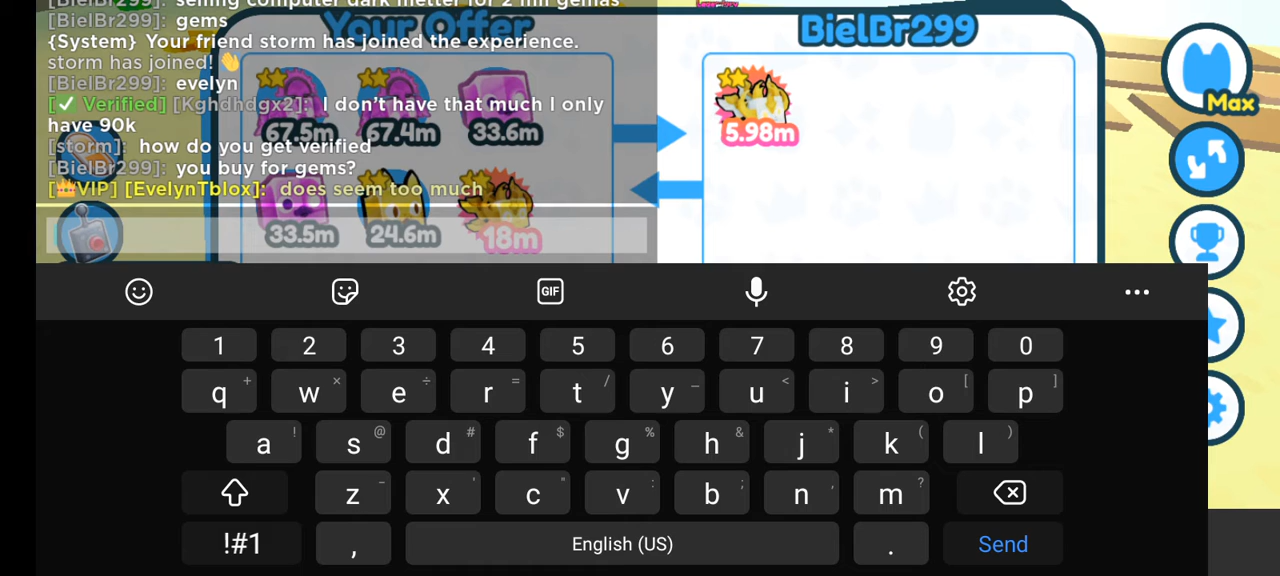 [BielBr299]: selling computer dark metter for 2 mil gemas
[BielBr299]: gems
{System} Your friend storm has joined the experience.
storm has joined! 👋
[BielBr299]: evelyn
[✅ Verified] [Kghdhdgx2]: I don't have that much I only
have 90k
[storm]: how do you get verified
[BielBr299]: you buy for gems?
[👑VIP] [EvelynTblox]: does seem too much
Your Offer
67.5m 67.4m 33.6m
33.5m 24.6m 18m
BielBr299
5.98m
Max
GIF
1 2 3 4 5 6 7 8 9 0
q + w × e ÷ r = t / y _ u < i > o [ p ]
a ! s @ d # f $ g % h & j * k ( l )
z - x ' c " v : b ; n , m ?
!#1 , English (US) . Send